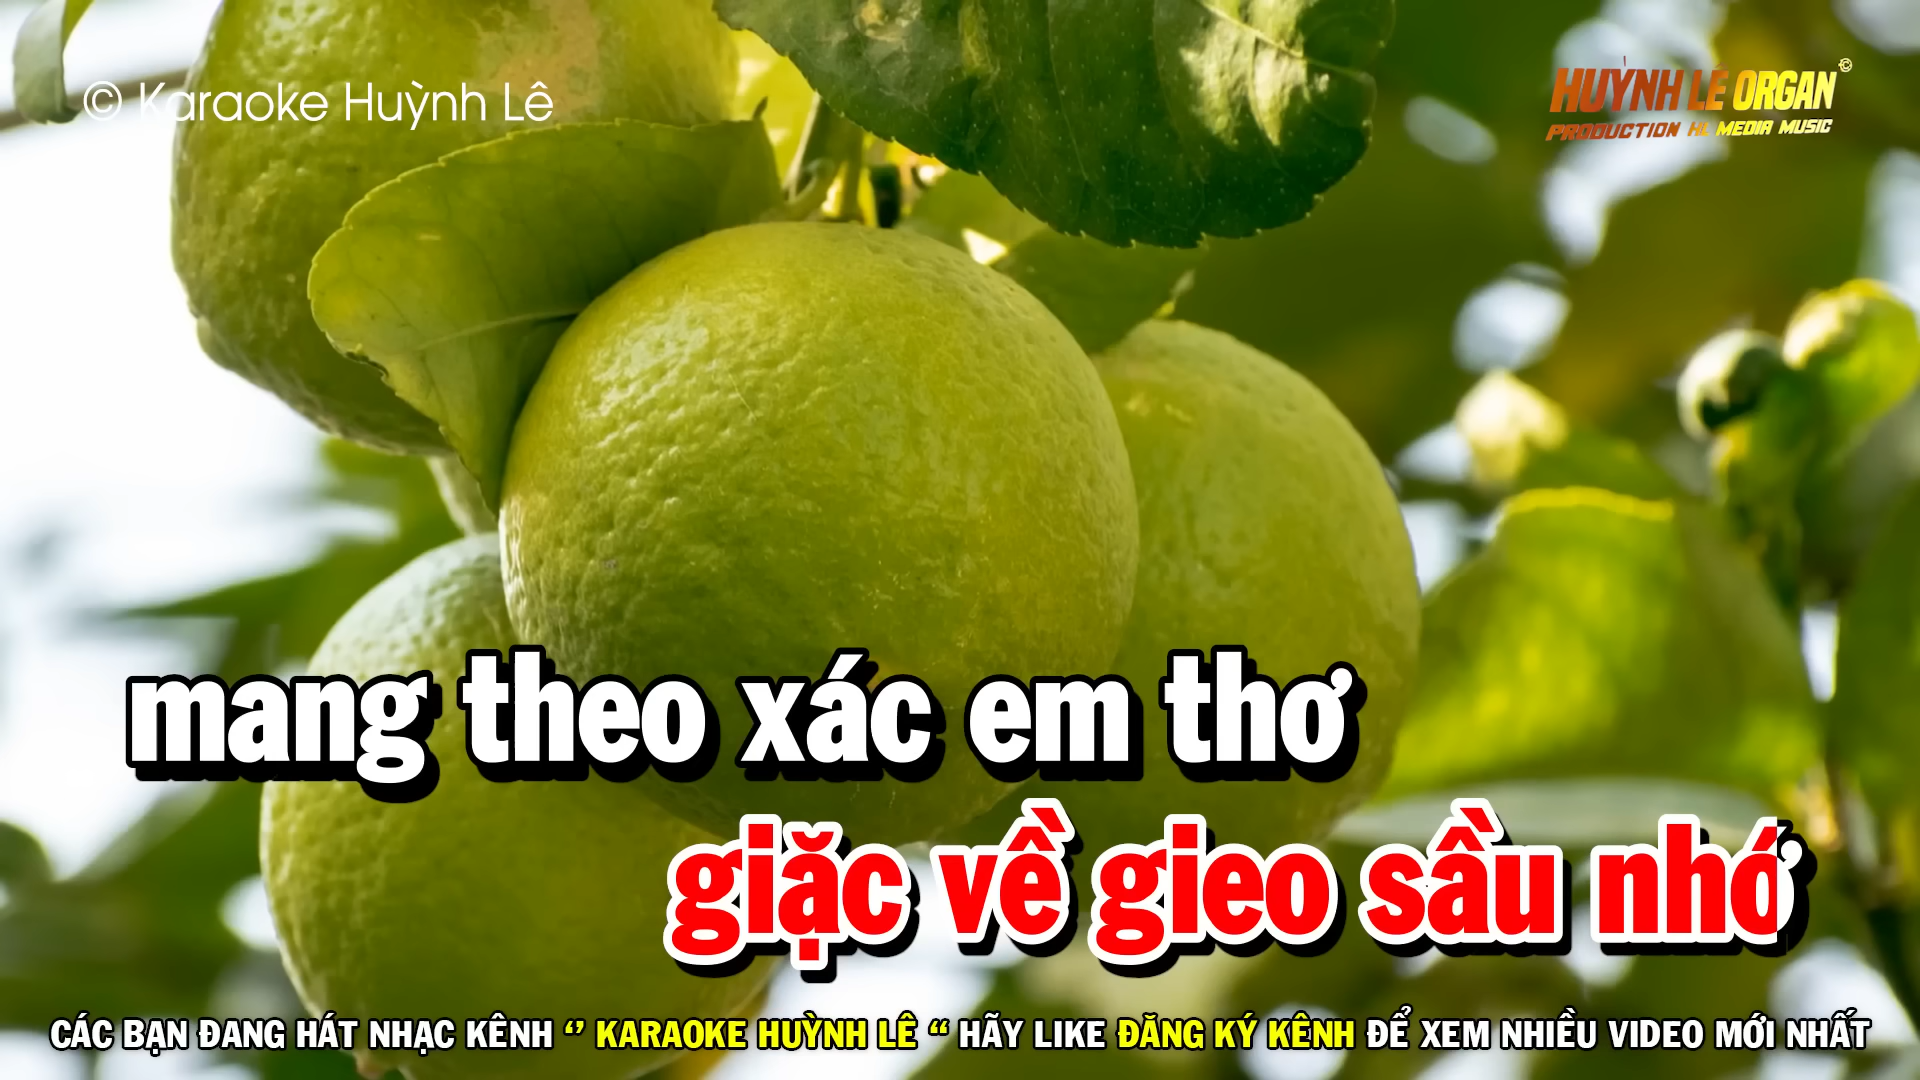 © Karaoke Huỳnh Lê
HUỲNH LÊ ORGAN ©
PRODUCTION HL MEDIA MUSIC
mang theo xác em thơ
giặc về gieo sầu nhớ
CÁC BẠN ĐANG HÁT NHẠC KÊNH ‘’ KARAOKE HUỲNH LÊ “ HÃY LIKE ĐĂNG KÝ KÊNH ĐỂ XEM NHIỀU VIDEO MỚI NHẤT